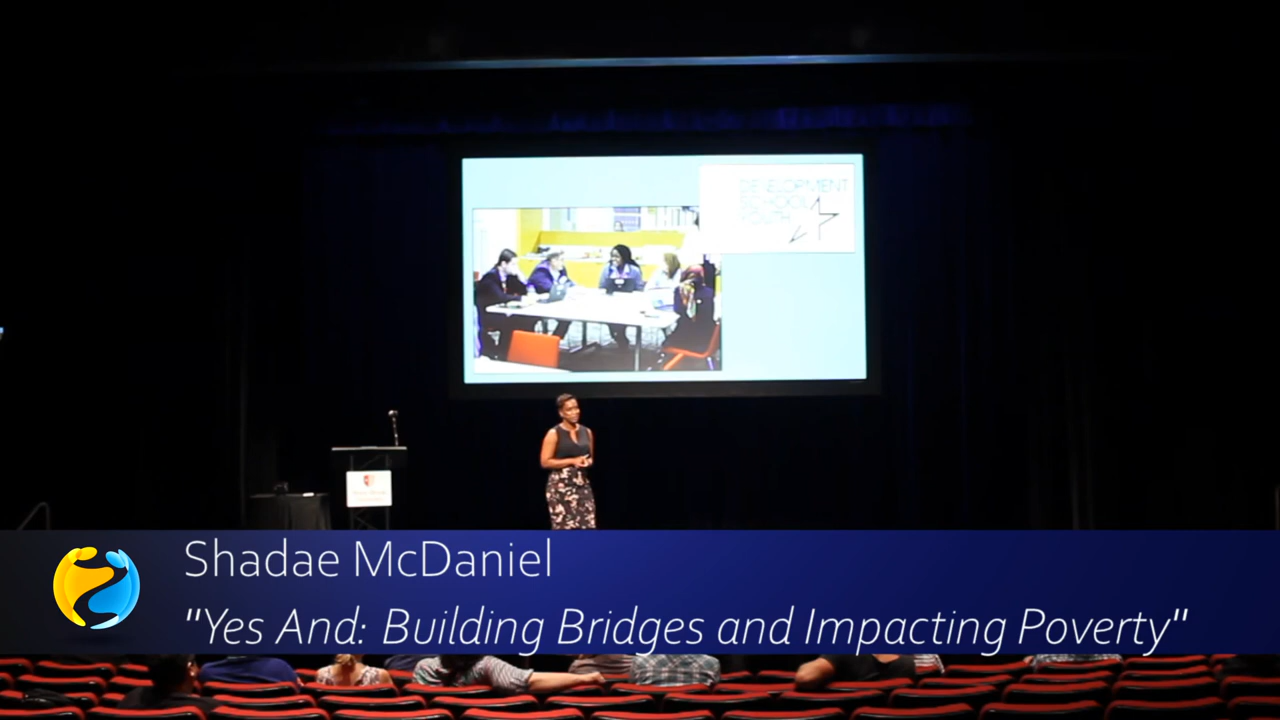 DEVELOPMENT
SCHOOL
YOUTH
Shadae McDaniel
"Yes And: Building Bridges and Impacting Poverty"